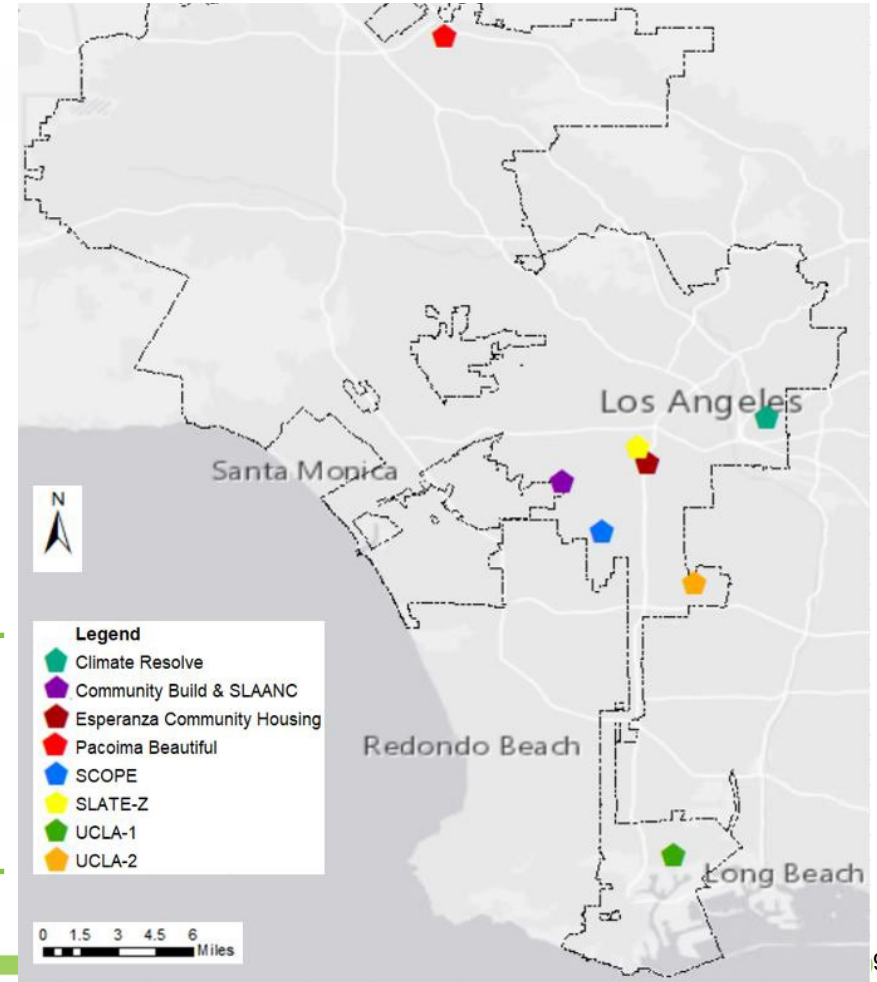 Los Angeles
Santa Monica
N
Legend
Climate Resolve
Community Build & SLAANC
Esperanza Community Housing
Pacoima Beautiful
SCOPE
SLATE-Z
UCLA-1
UCLA-2
Redondo Beach
Long Beach
0 1.5 3 4.5 6
Miles
9